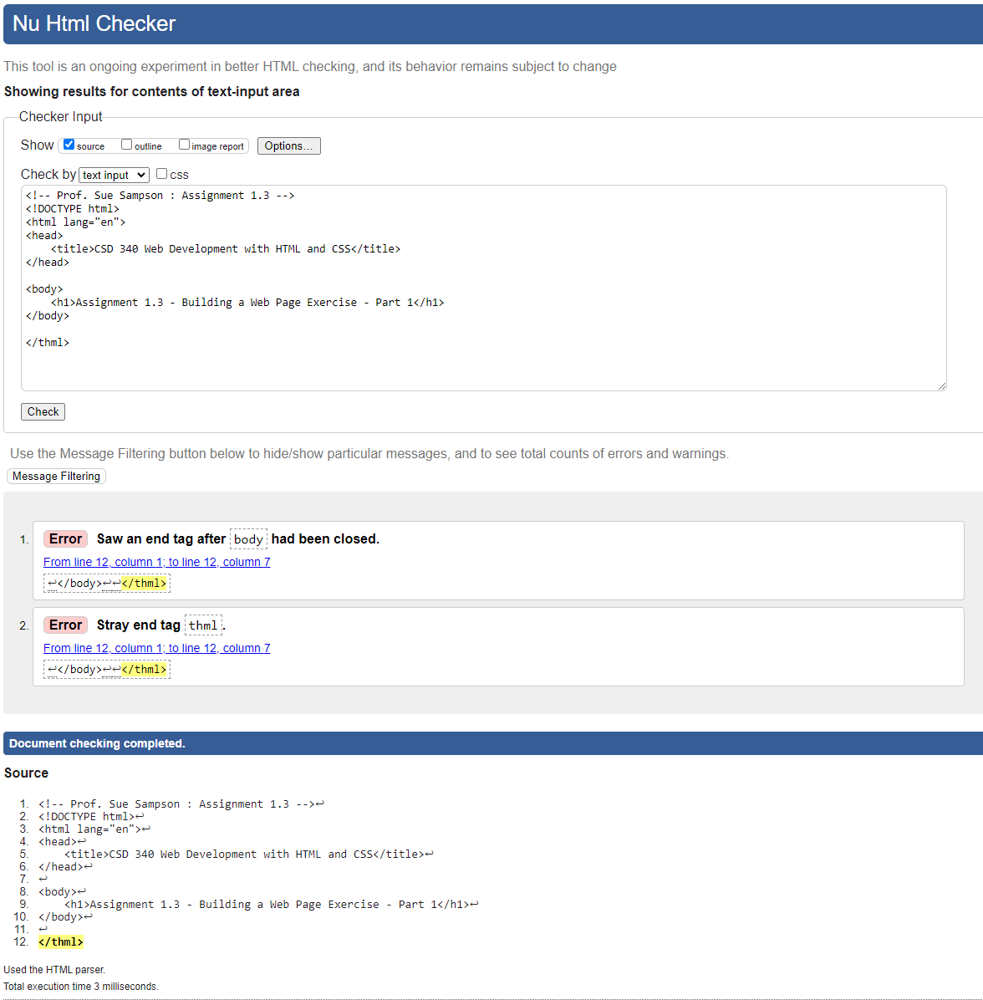 Nu Html Checker
This tool is an ongoing experiment in better HTML checking, and its behavior remains subject to change
Showing results for contents of text-input area
Checker Input
Show source outline image report Options...
Check by text input CSS
<!-- Prof. Sue Sampson : Assignment 1.3 -->
<!DOCTYPE html>
<html lang="en">
<head>
    <title>CSD 340 Web Development with HTML and CSS</title>
</head>
<body>
    <h1>Assignment 1.3 - Building a Web Page Exercise - Part 1</h1>
</body>
</thml>
Check
Use the Message Filtering button below to hide/show particular messages, and to see total counts of errors and warnings.
Message Filtering
1. Error Saw an end tag after body had been closed.
From line 12, column 1; to line 12, column 7
↩</body>↩↩</thml>
2. Error Stray end tag thml.
From line 12, column 1; to line 12, column 7
↩</body>↩↩</thml>
Document checking completed.
Source
1. <!-- Prof. Sue Sampson : Assignment 1.3 -->↩
2. <!DOCTYPE html>↩
3. <html lang="en">↩
4. <head>↩
5.     <title>CSD 340 Web Development with HTML and CSS</title>↩
6. </head>↩
7. ↩
8. <body>↩
9.     <h1>Assignment 1.3 - Building a Web Page Exercise - Part 1</h1>↩
10. </body>↩
11. ↩
12. </thml>
Used the HTML parser.
Total execution time 3 milliseconds.